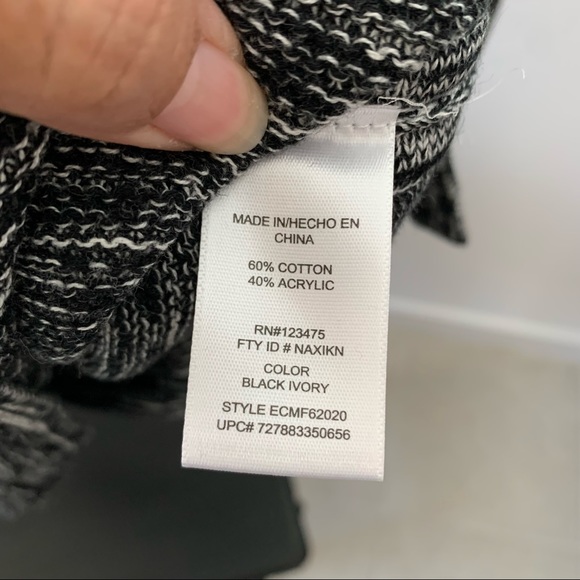 MADE IN/HECHO EN
CHINA
60% COTTON
40% ACRYLIC
RN#123475
FTY ID # NAXIKN
COLOR
BLACK IVORY
STYLE ECMF62020
UPC# 727883350656